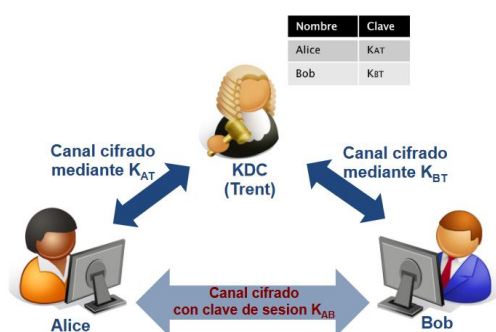 Nombre Clave
Alice KAT
Bob KBT
KDC
(Trent)
Canal cifrado
mediante KAT
Canal cifrado
mediante KBT
Canal cifrado
con clave de sesion KAB
Alice
Bob